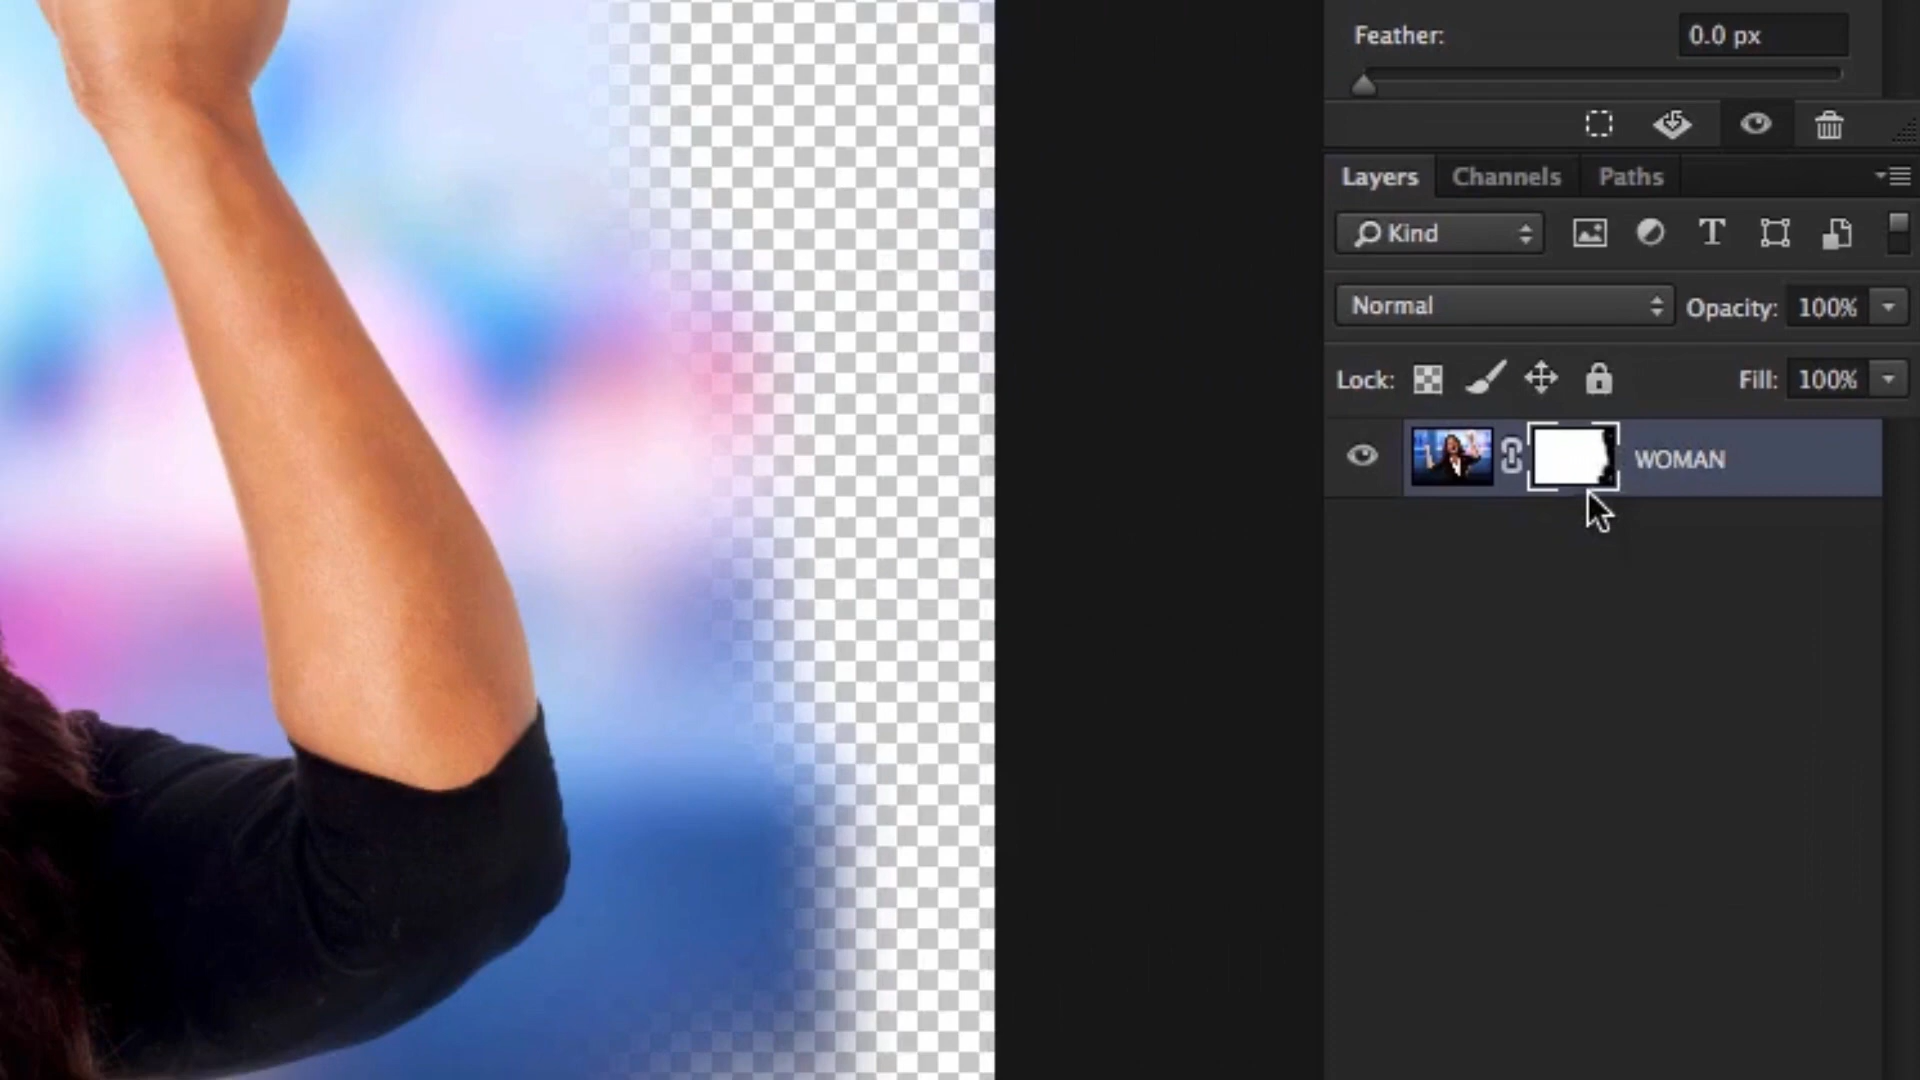 Feather: 0.0 px
Layers Channels Paths
Kind T
Normal Opacity: 100%
Lock: Fill: 100%
WOMAN